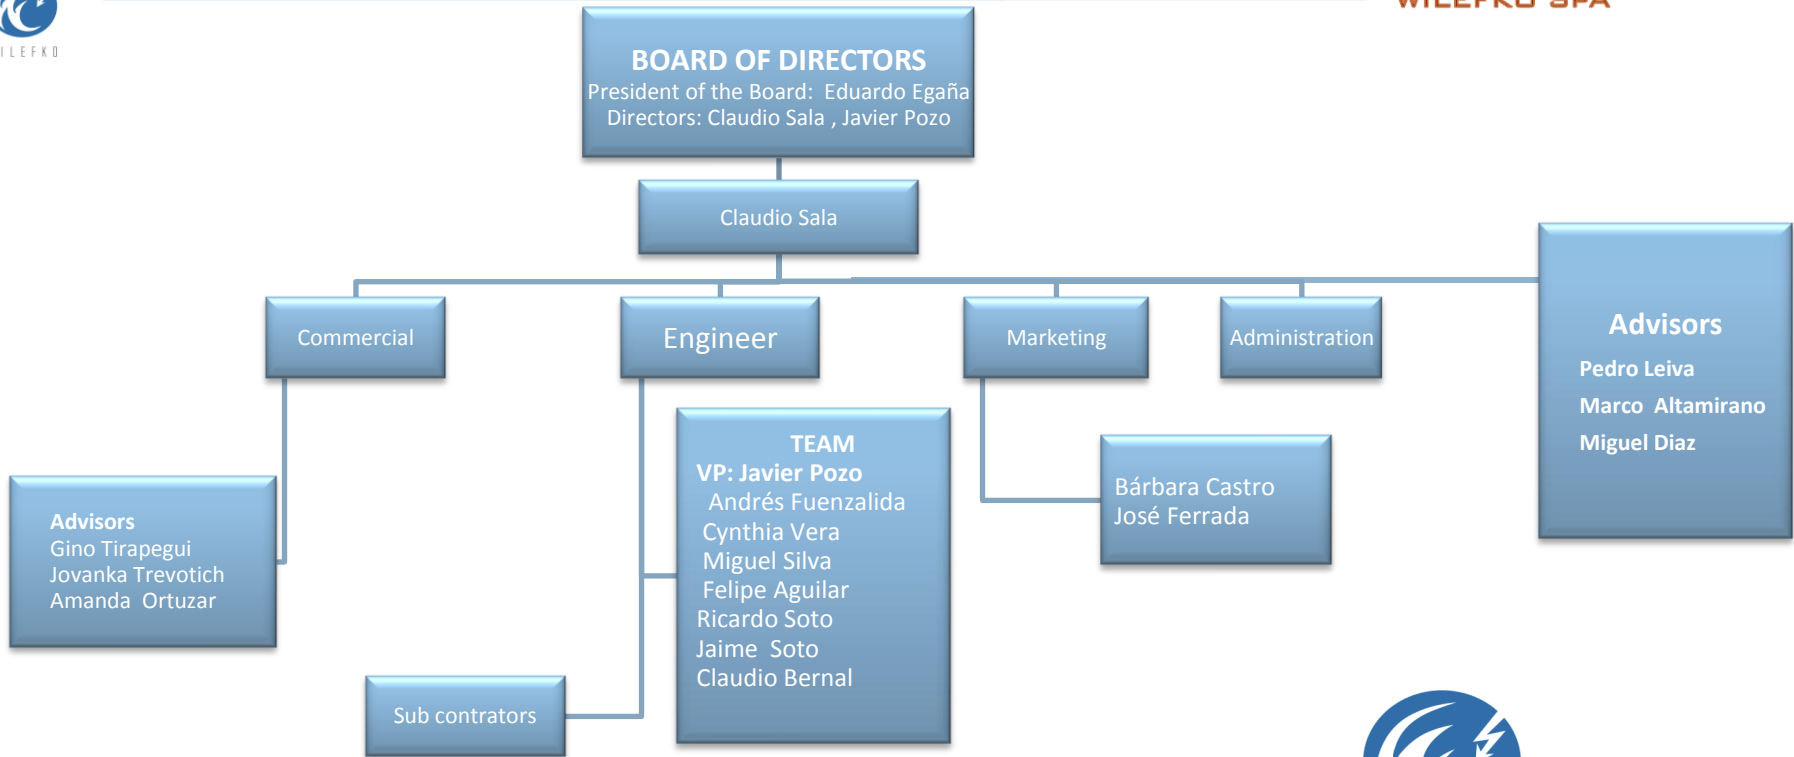 WILEFKO SPA
BOARD OF DIRECTORS
President of the Board: Eduardo Egaña
Directors: Claudio Sala , Javier Pozo
Claudio Sala
Commercial
Engineer
Marketing
Administration
Advisors
Pedro Leiva
Marco Altamirano
Miguel Diaz
Advisors
Gino Tirapegui
Jovanka Trevotich
Amanda Ortuzar
TEAM
VP: Javier Pozo
Andrés Fuenzalida
Cynthia Vera
Miguel Silva
Felipe Aguilar
Ricardo Soto
Jaime Soto
Claudio Bernal
Bárbara Castro
José Ferrada
Sub contrators